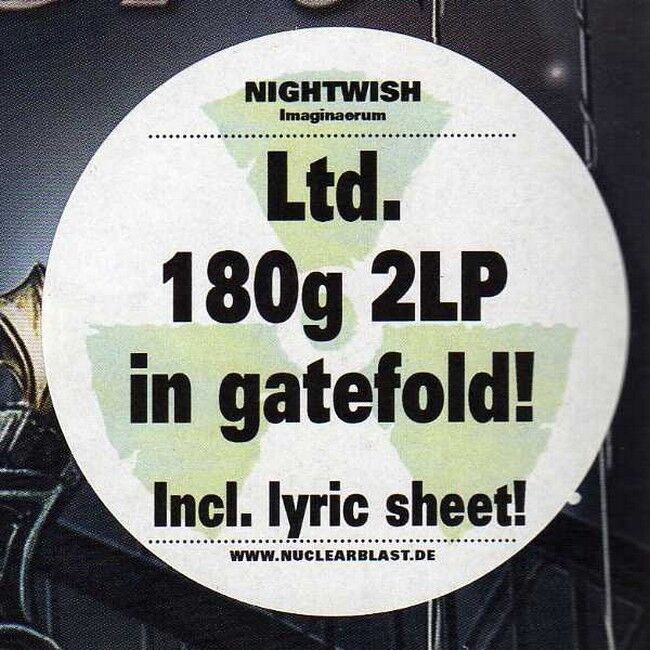 NIGHTWISH
Imaginaerum
Ltd.
180g 2LP
in gatefold!
Incl. lyric sheet!
WWW.NUCLEARBLAST.DE